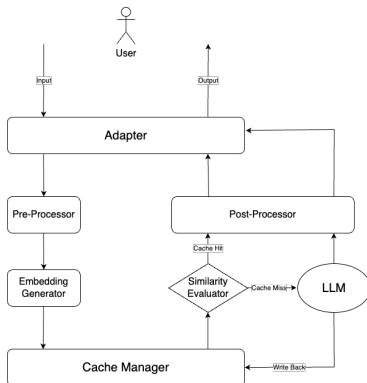 User
Input
Output
Adapter
Pre-Processor
Post-Processor
Cache Hit
Embedding
Generator
Similarity
Evaluator
Cache Miss
LLM
Cache Manager
Write Back